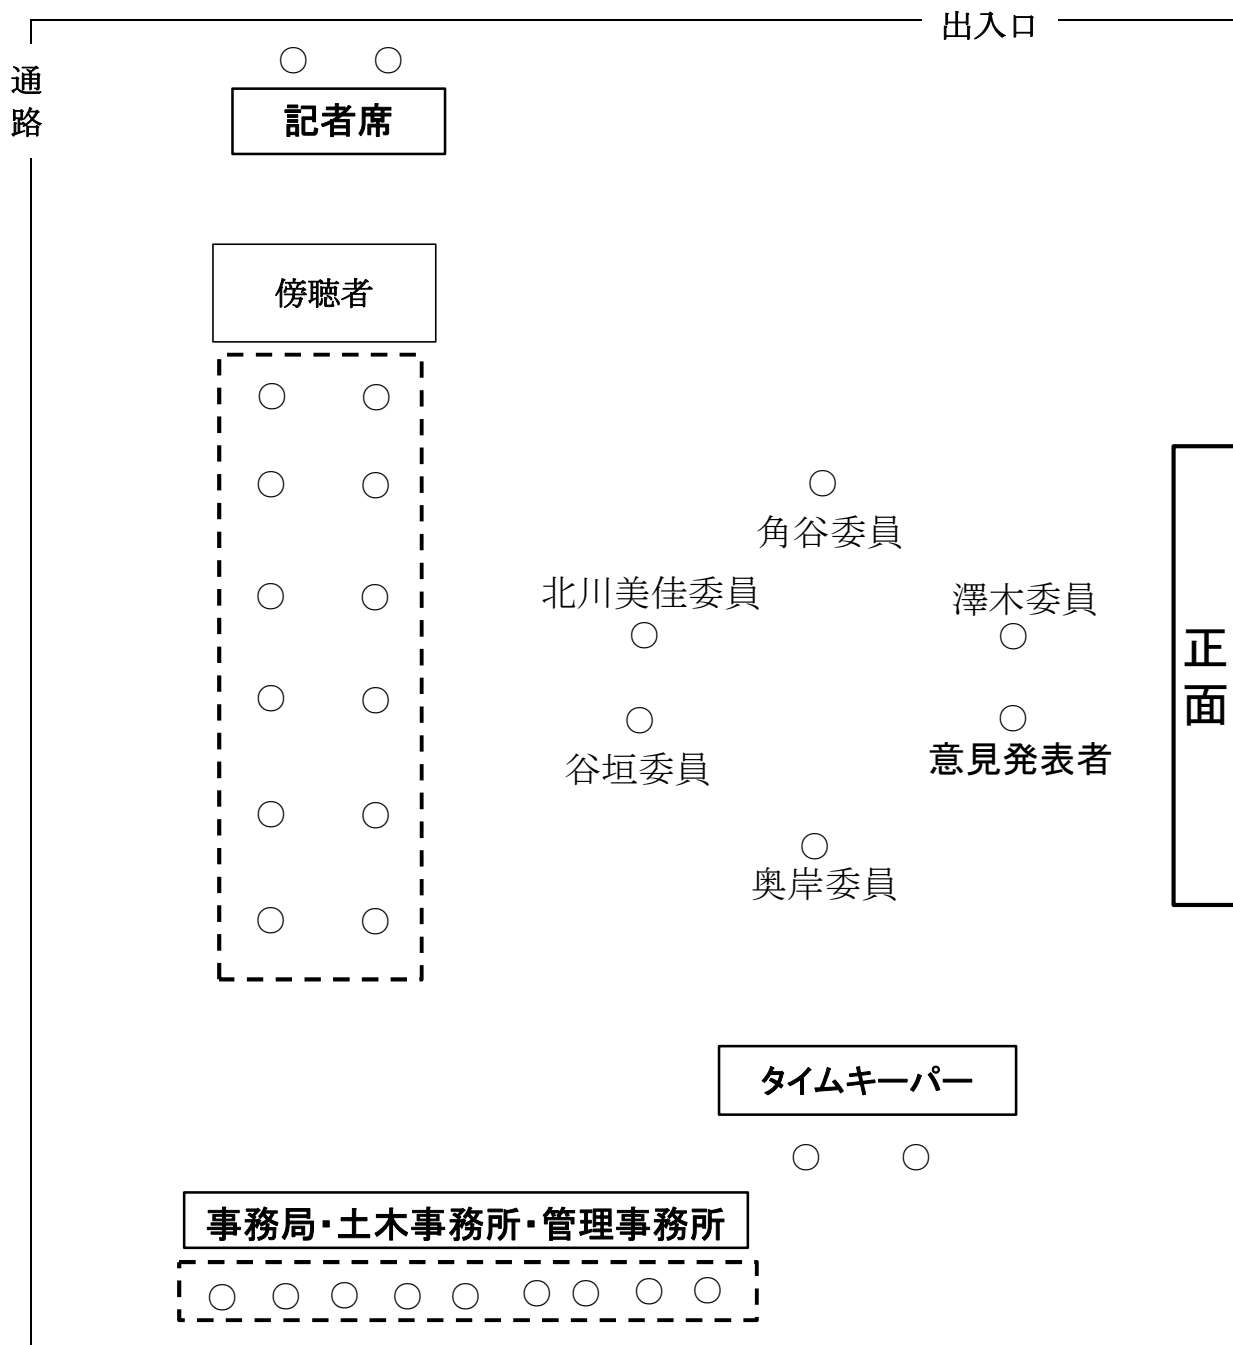 出入口
通路
記者席
傍聴者
角谷委員
北川美佳委員
澤木委員
正面
谷垣委員
意見発表者
奥岸委員
タイムキーパー
事務局・土木事務所・管理事務所